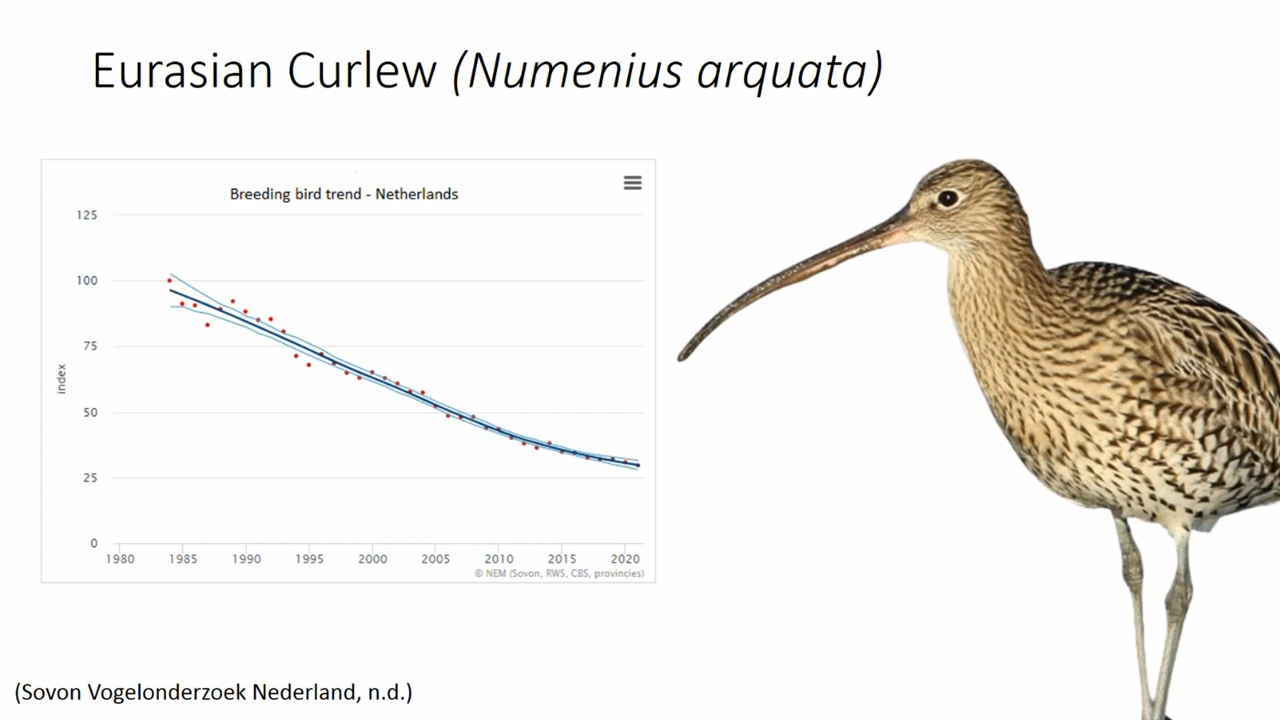 Eurasian Curlew (Numenius arquata)
Breeding bird trend - Netherlands
125
100
75
50
25
0
index
1980 1985 1990 1995 2000 2005 2010 2015 2020
© NEM (Sovon, RWS, CBS, provincies)
(Sovon Vogelonderzoek Nederland, n.d.)